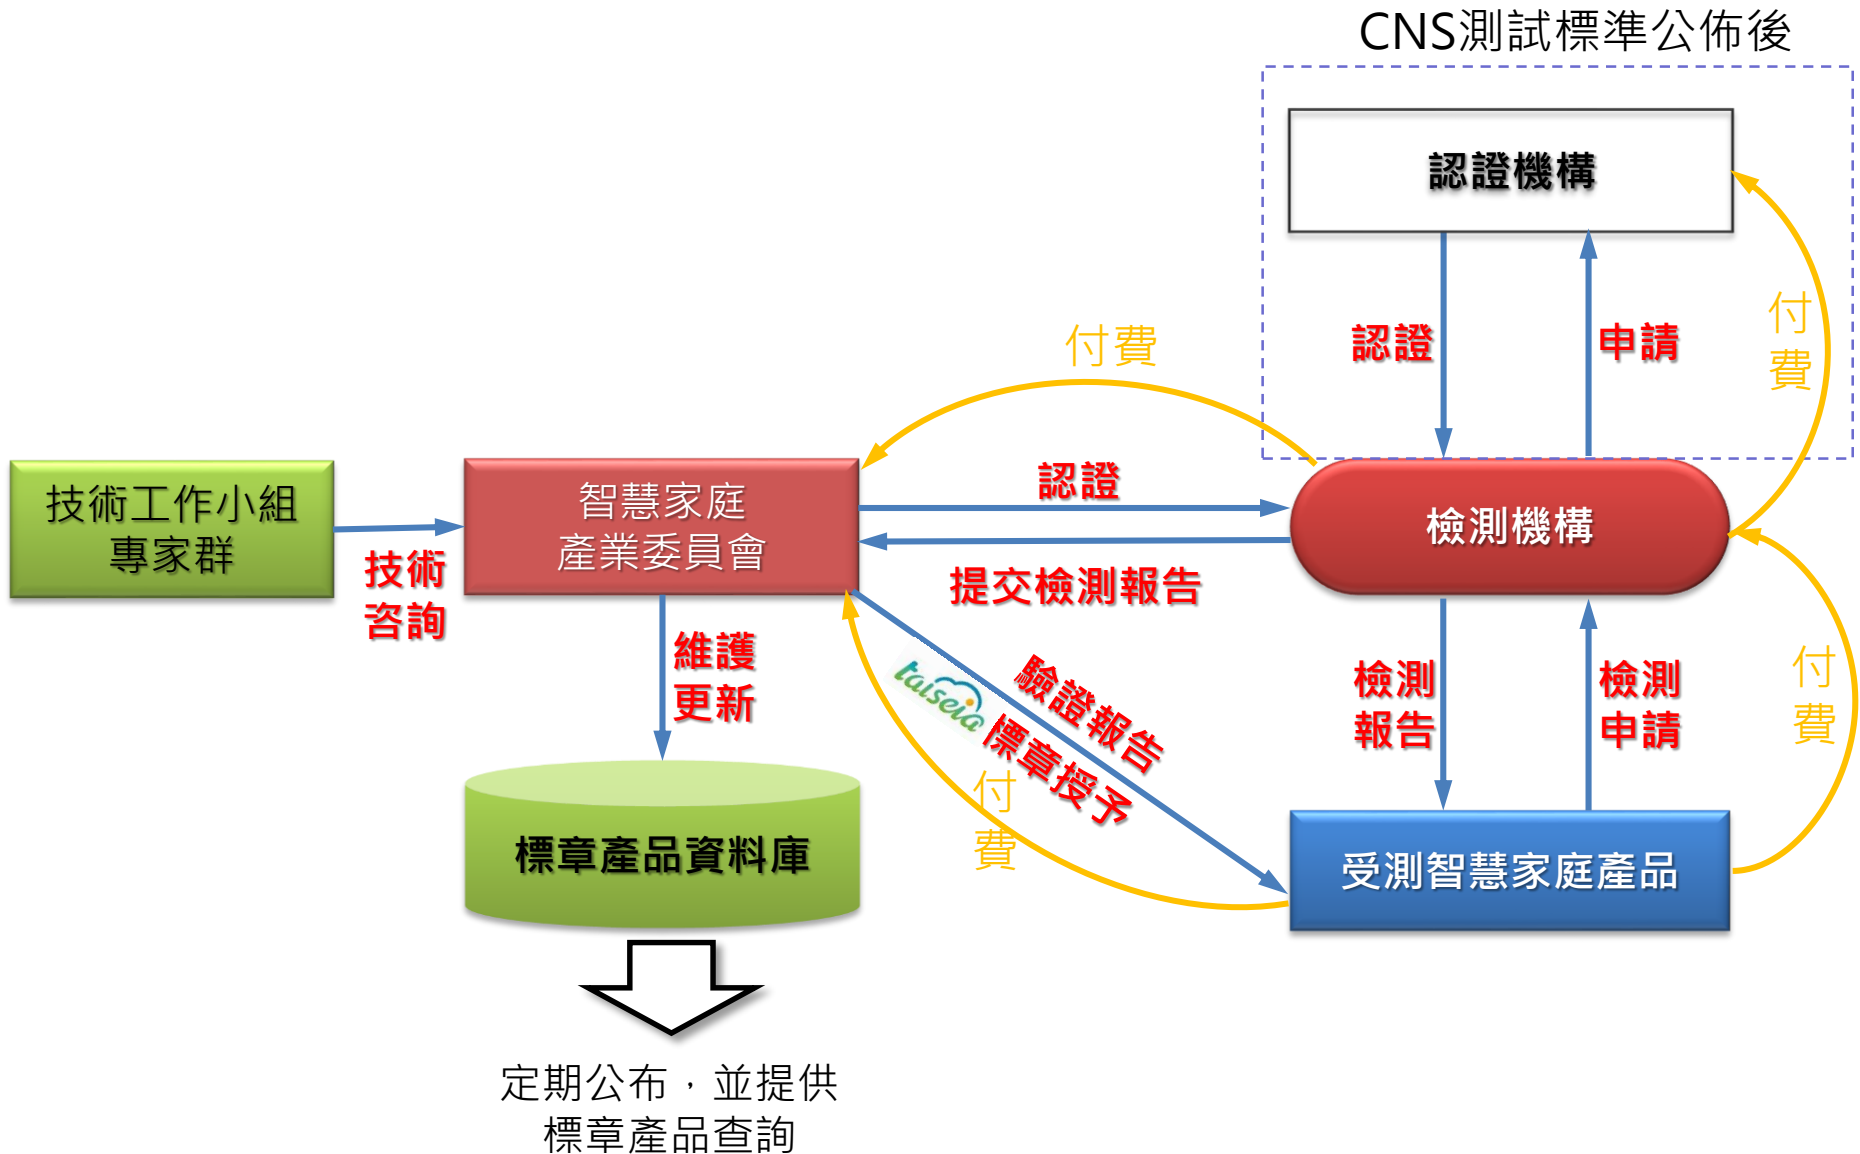 CNS測試標準公佈後
認證機構
認證
申請
付
費
付費
技術工作小組
專家群
技術
咨詢
智慧家庭
產業委員會
認證
提交檢測報告
檢測機構
維護
更新
taiseia
驗證報告
標章授予
付
費
檢測
報告
檢測
申請
付
費
標章產品資料庫
受測智慧家庭產品
定期公布，並提供
標章產品查詢